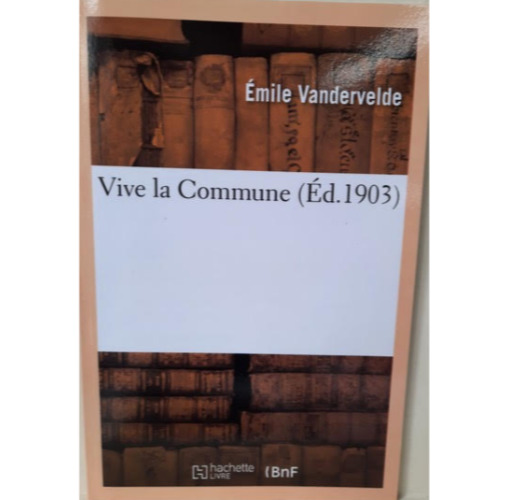 Émile Vandervelde
Vive la Commune (Éd.1903)
hachette
LIVRE
(BnF